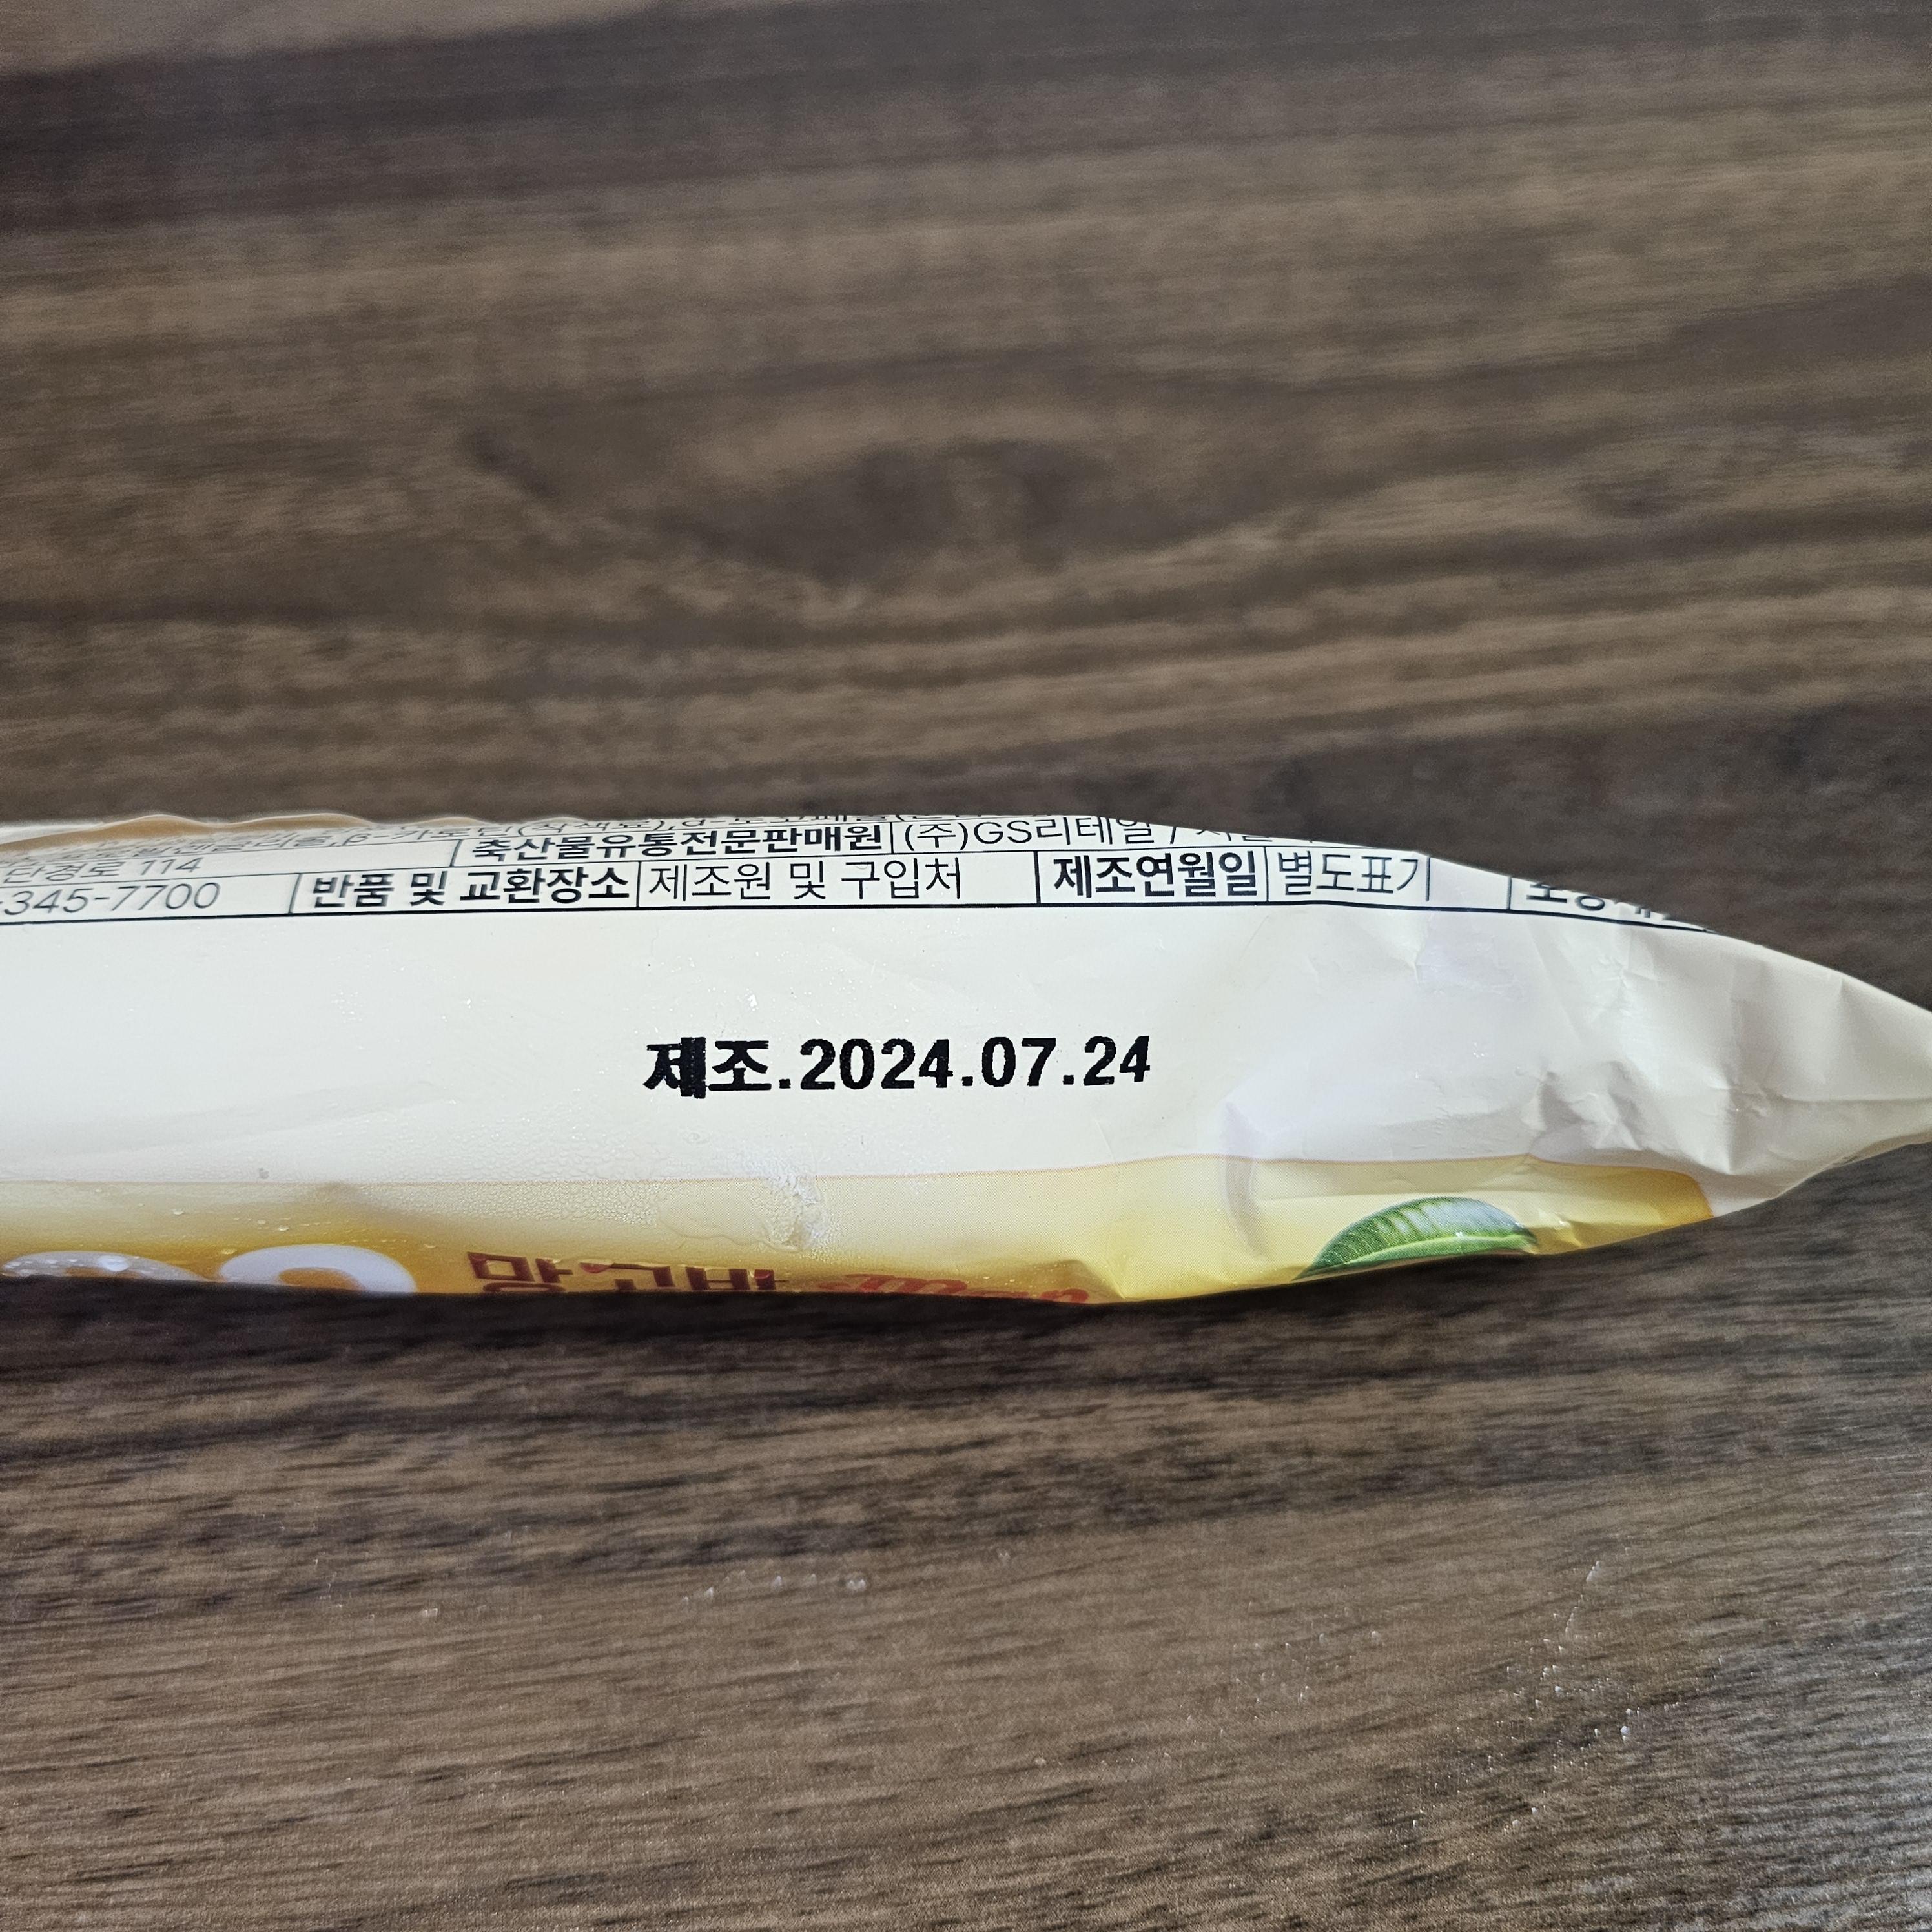 단경로 114
축산물유통전문판매원 (주)GS리테일 /
-345-7700 반품 및 교환장소 제조원 및 구입처 제조연월일 별도표기
제조.2024.07.24
망고바